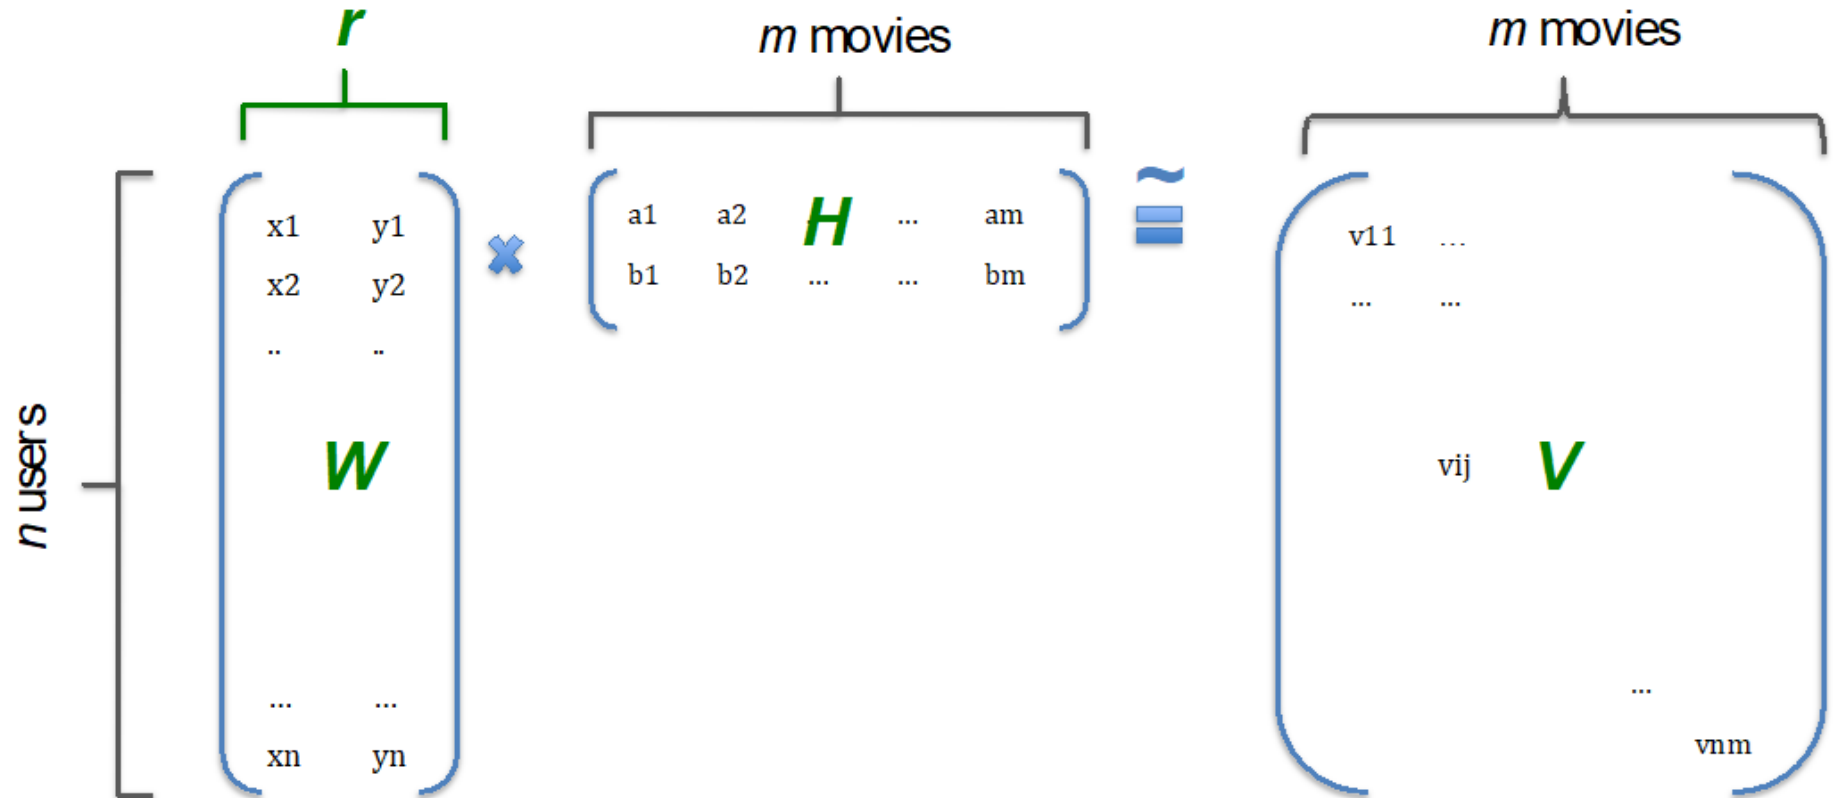 r
m movies
m movies
n users
x1 y1
x2 y2
.. ..
W
... ...
xn yn
a1 a2 H ... am
b1 b2 ... ... bm
≅
v11 ...
... ...
vij V
...
vnm